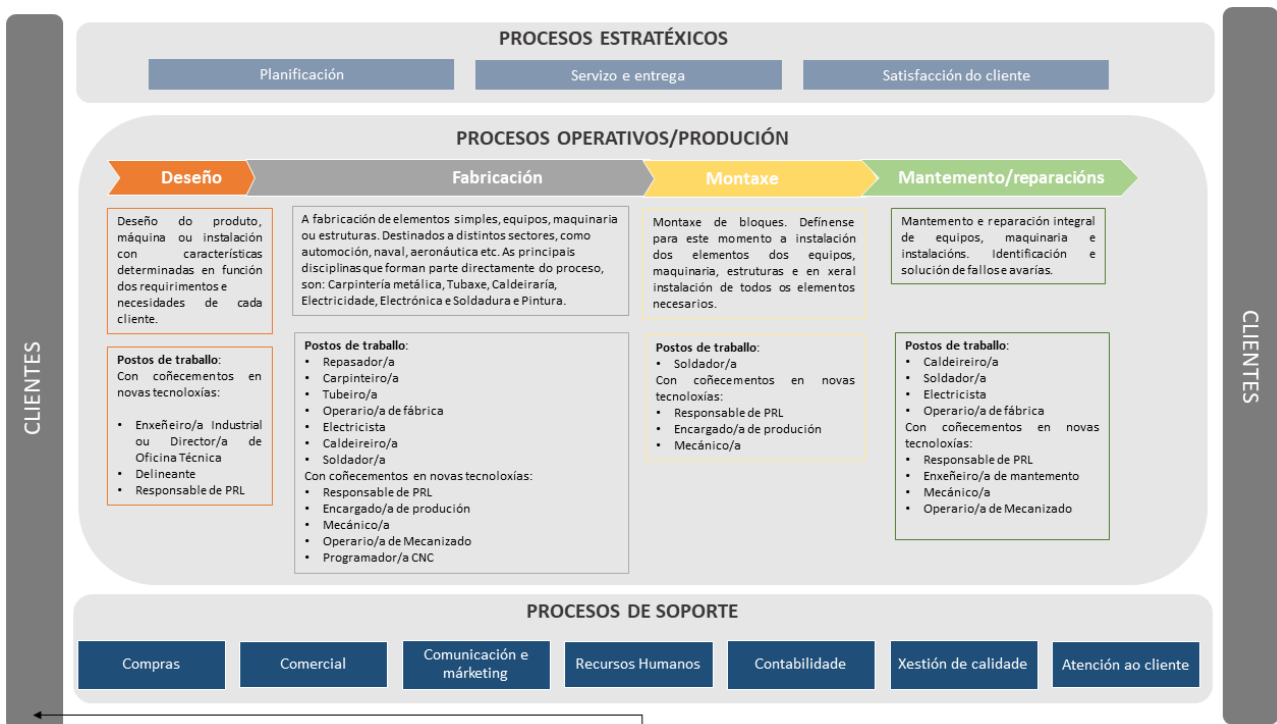 CLIENTES
PROCESOS ESTRATÉXICOS
Planificación
Servizo e entrega
Satisfacción do cliente
PROCESOS OPERATIVOS/PRODUCIÓN
Deseño
Fabricación
Montaxe
Mantemento/reparacións
Deseño do produto,
máquina ou instalación
con características
determinadas en función
dos requirimentos e
necesidades de cada
cliente.
A fabricación de elementos simples, equipos, maquinaria
ou estruturas. Destinados a distintos sectores, como
automoción, naval, aeronáutica etc. As principais
disciplinas que forman parte directamente do proceso,
son: Carpintería metálica, Tubaxe, Caldeiraría,
Electricidade, Electrónica e Soldadura e Pintura.
Montaxe de bloques. Defínense
para este momento a instalación
dos elementos dos equipos,
maquinaria, estruturas e en xeral
instalación de todos os elementos
necesarios.
Mantemento e reparación integral
de equipos, maquinaria e
instalacións. Identificación e
solución de fallos e avarías.
Postos de traballo:
Con coñecementos en
novas tecnoloxías:
• Enxeñeiro/a Industrial
ou Director/a de
Oficina Técnica
• Delineante
• Responsable de PRL
Postos de traballo:
• Repasador/a
• Carpinteiro/a
• Tubeiro/a
• Operario/a de fábrica
• Electricista
• Caldeireiro/a
• Soldador/a
Con coñecementos en novas tecnoloxías:
• Responsable de PRL
• Encargado/a de produción
• Mecánico/a
• Operario/a de Mecanizado
• Programador/a CNC
Postos de traballo:
• Soldador/a
Con coñecementos en novas
tecnoloxías:
• Responsable de PRL
• Encargado/a de produción
• Mecánico/a
Postos de traballo:
• Caldeireiro/a
• Soldador/a
• Electricista
• Operario/a de fábrica
Con coñecementos en novas
tecnoloxías:
• Responsable de PRL
• Enxeñeiro/a de mantemento
• Mecánico/a
• Operario/a de Mecanizado
PROCESOS DE SOPORTE
Compras
Comercial
Comunicación e
márketing
Recursos Humanos
Contabilidade
Xestión de calidade
Atención ao cliente
CLIENTES